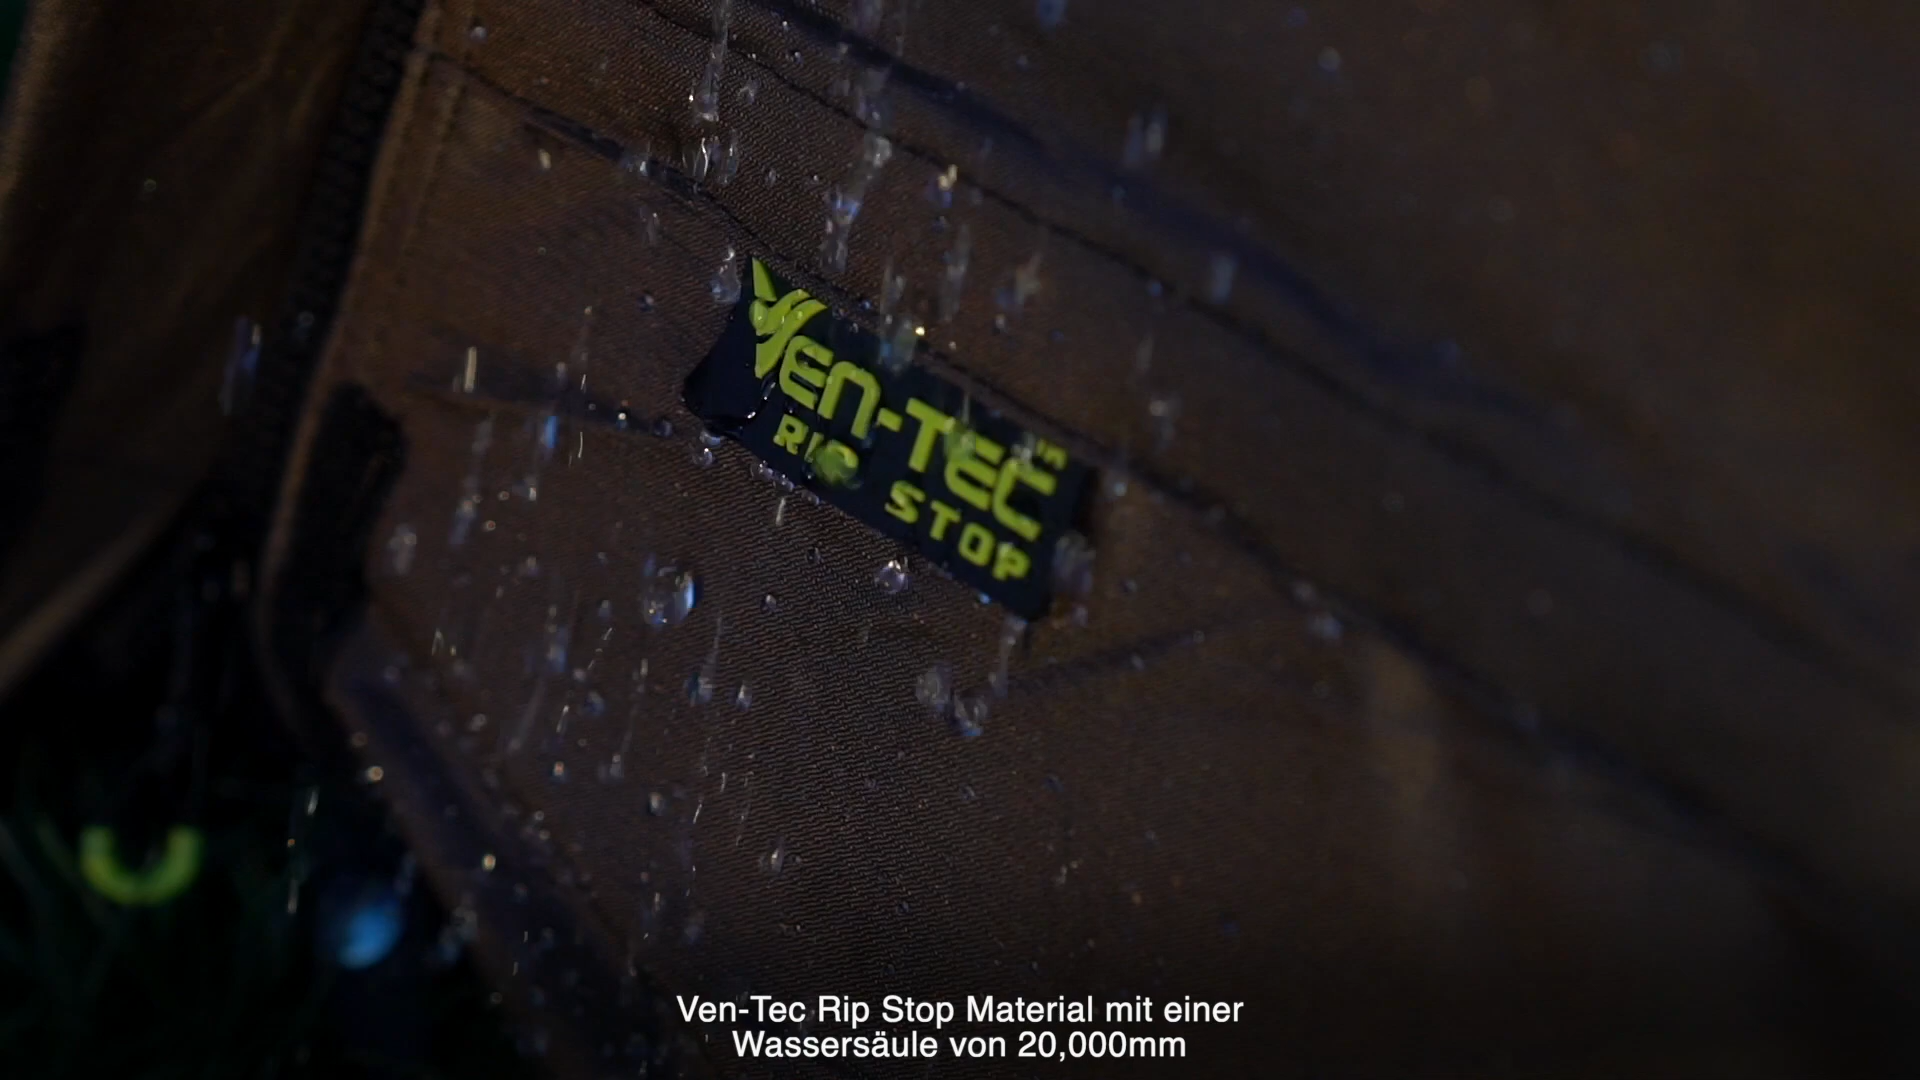 VEN-TEC
RIP STOP
Ven-Tec Rip Stop Material mit einer
Wassersäule von 20,000mm